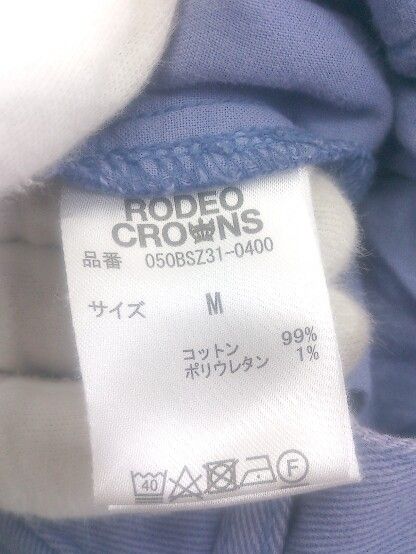 RODEO
CROWNS
品番 050BSZ31-0400
サイズ M
コットン 99%
ポリウレタン 1%
40 F